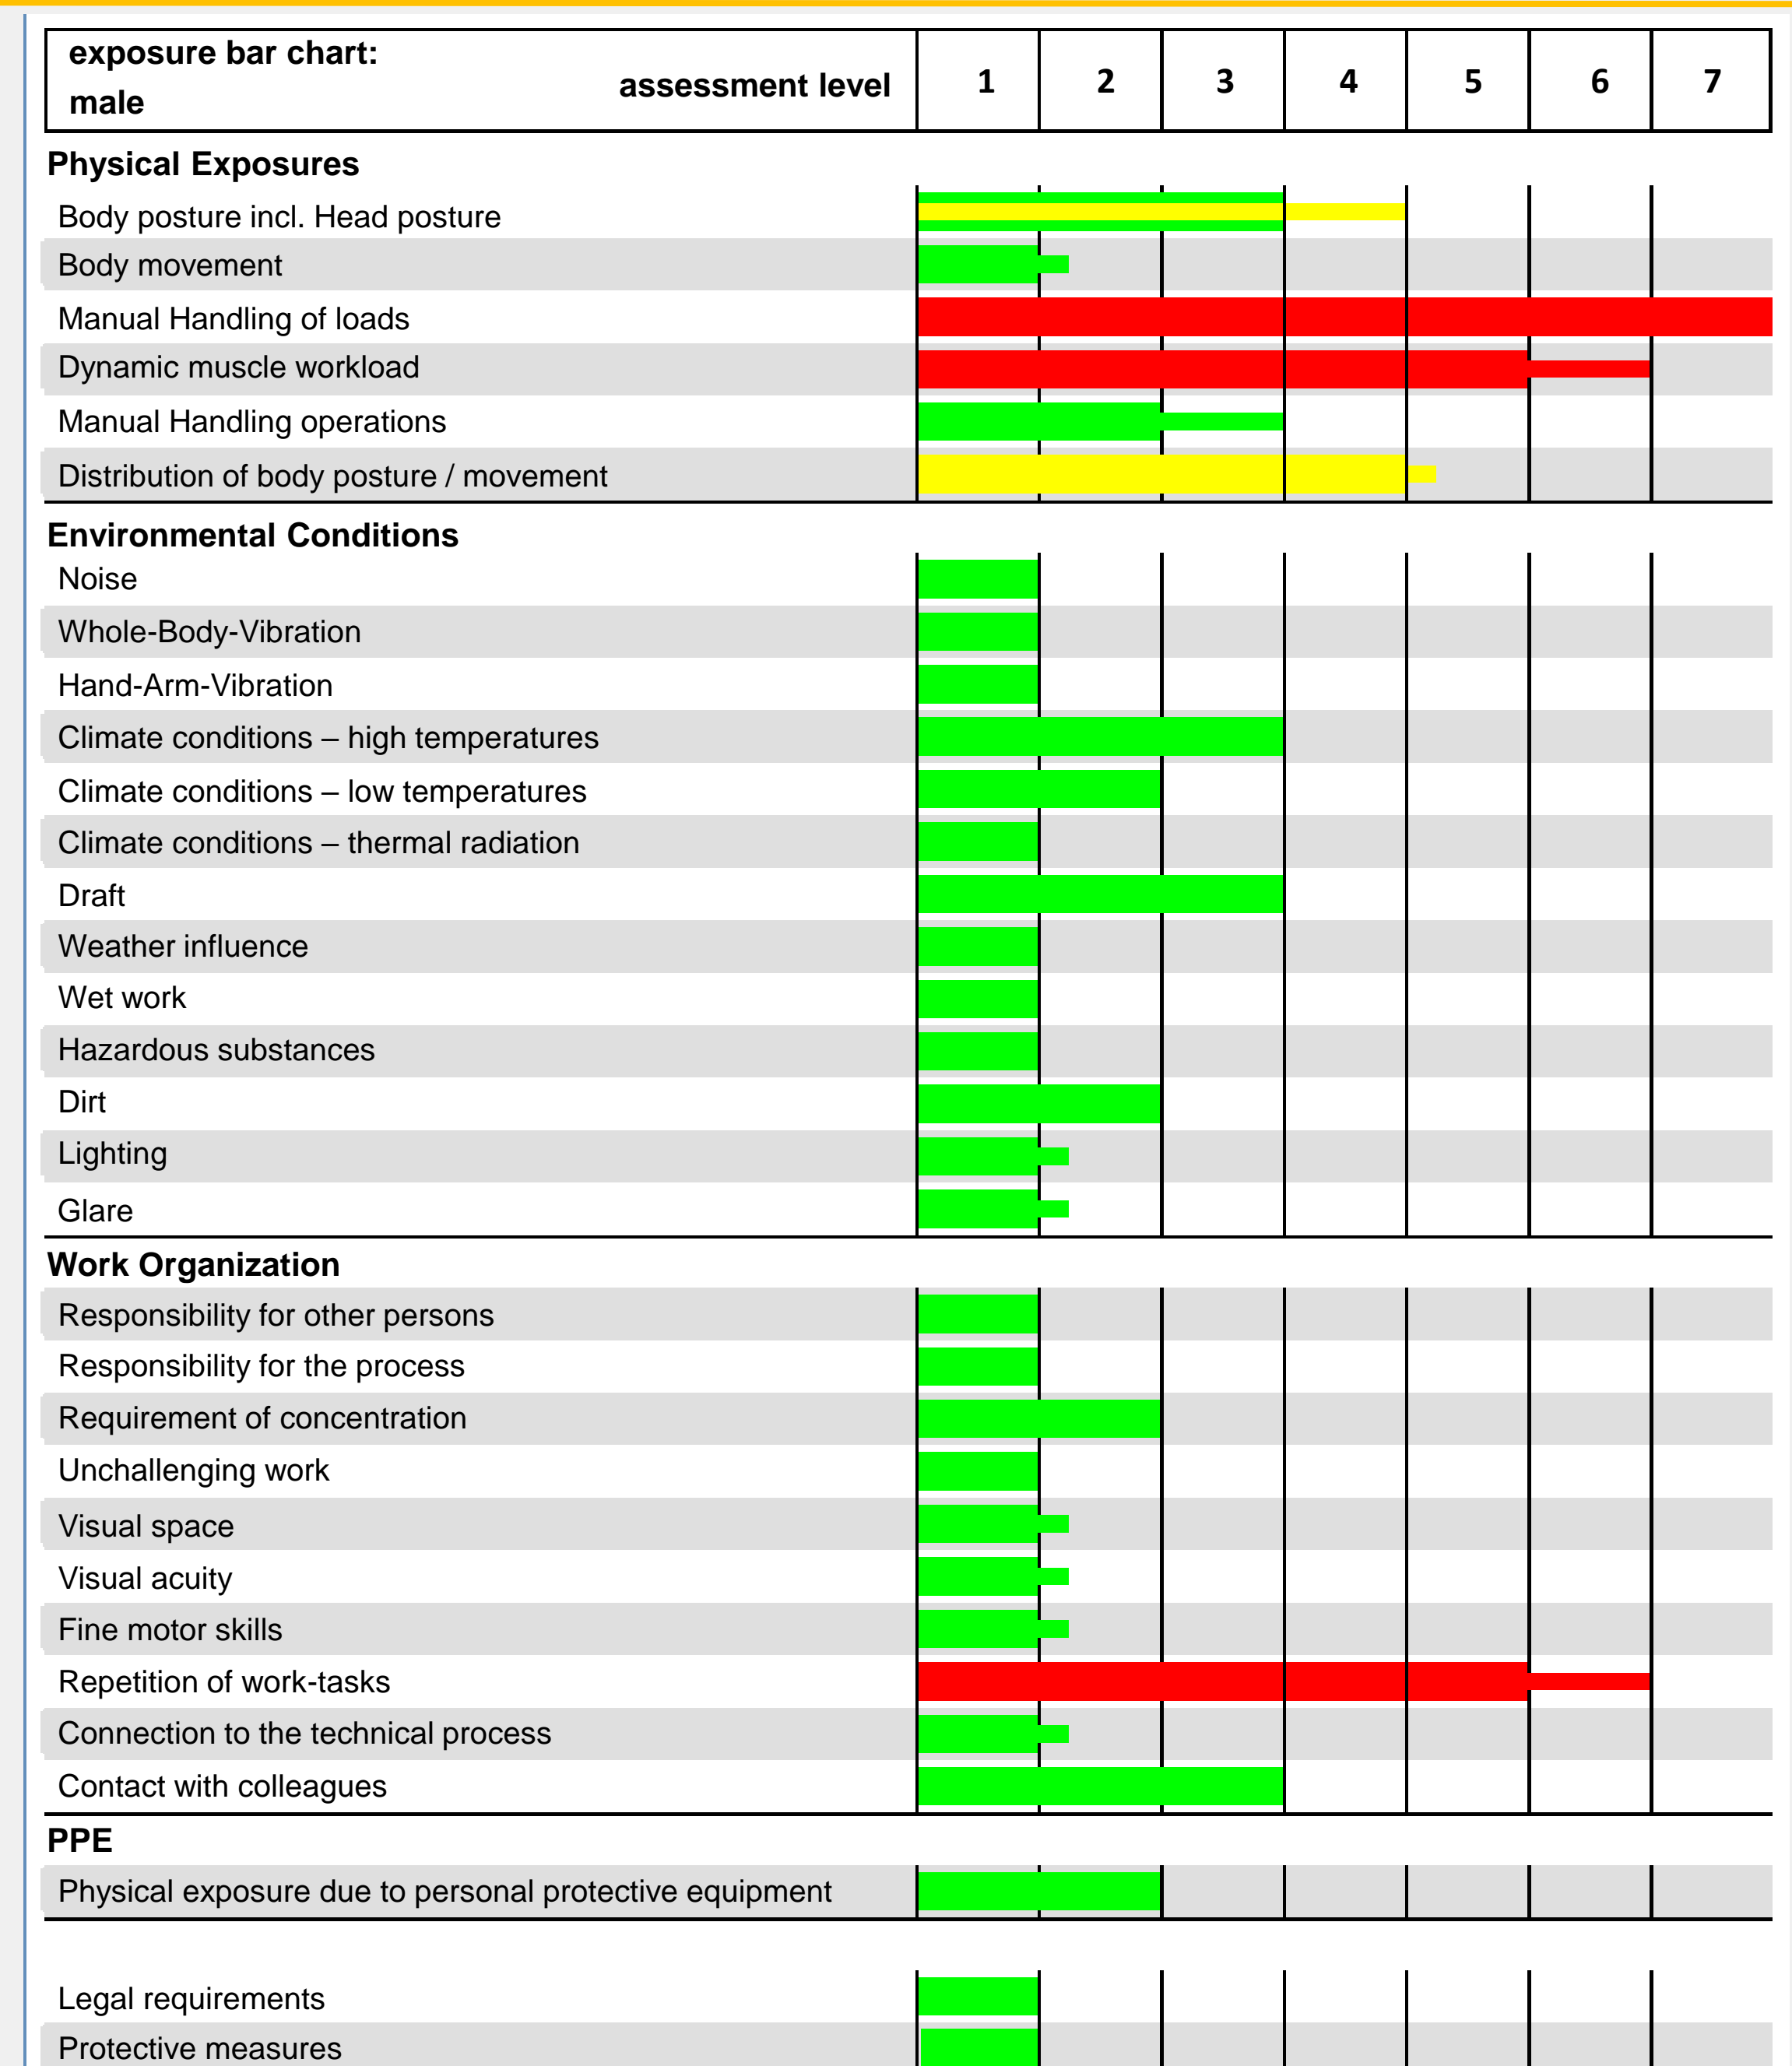 exposure bar chart:
male
assessment level 1 2 3 4 5 6 7
Physical Exposures
Body posture incl. Head posture
Body movement
Manual Handling of loads
Dynamic muscle workload
Manual Handling operations
Distribution of body posture / movement
Environmental Conditions
Noise
Whole-Body-Vibration
Hand-Arm-Vibration
Climate conditions – high temperatures
Climate conditions – low temperatures
Climate conditions – thermal radiation
Draft
Weather influence
Wet work
Hazardous substances
Dirt
Lighting
Glare
Work Organization
Responsibility for other persons
Responsibility for the process
Requirement of concentration
Unchallenging work
Visual space
Visual acuity
Fine motor skills
Repetition of work-tasks
Connection to the technical process
Contact with colleagues
PPE
Physical exposure due to personal protective equipment
Legal requirements
Protective measures